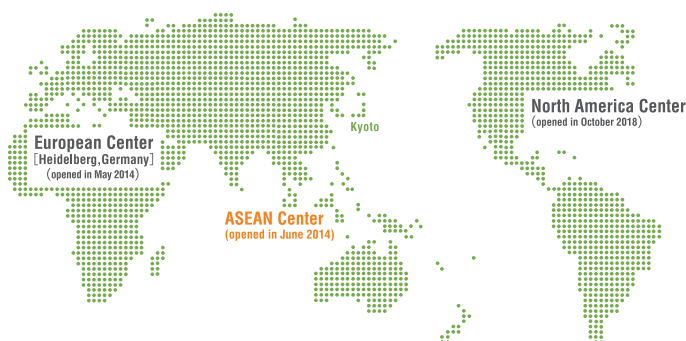 North America Center
(opened in October 2018)
Kyoto
European Center
[Heidelberg,Germany]
(opened in May 2014)
ASEAN Center
(opened in June 2014)